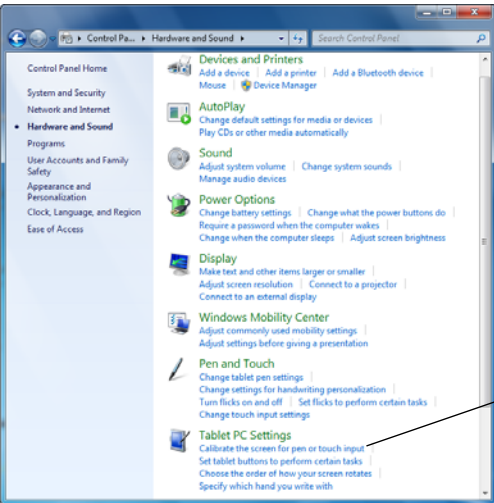 Control Pa... Hardware and Sound
Search Control Panel
Control Panel Home
System and Security
Network and Internet
Hardware and Sound
Programs
User Accounts and Family
Safety
Appearance and
Personalization
Clock, Language, and Region
Ease of Access
Devices and Printers
Add a device Add a printer Add a Bluetooth device
Mouse Device Manager
AutoPlay
Change default settings for media or devices
Play CDs or other media automatically
Sound
Adjust system volume Change system sounds
Manage audio devices
Power Options
Change battery settings Change what the power buttons do
Require a password when the computer wakes
Change when the computer sleeps Adjust screen brightness
Display
Make text and other items larger or smaller
Adjust screen resolution Connect to a projector
Connect to an external display
Windows Mobility Center
Adjust commonly used mobility settings
Adjust settings before giving a presentation
Pen and Touch
Change tablet pen settings
Change settings for handwriting personalization
Turn flicks on and off Set flicks to perform certain tasks
Change touch input settings
Tablet PC Settings
Calibrate the screen for pen or touch input
Set tablet buttons to perform certain tasks
Choose the order of how your screen rotates
Specify which hand you write with